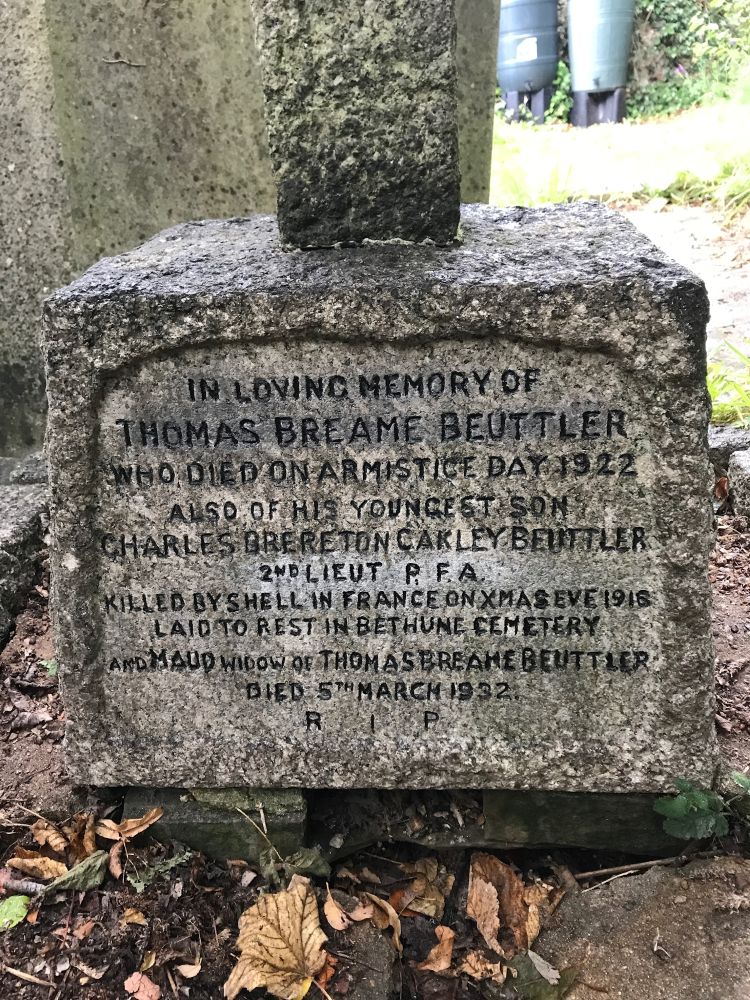 IN LOVING MEMORY OF
THOMAS BREAME BEUTTLER
WHO DIED ON ARMISTICE DAY 1922
ALSO OF HIS YOUNGEST SON
CHARLES BRERETON OAKLEY BEUTTLER
2ND LIEUT R.F.A.
KILLED BY SHELL IN FRANCE ON XMAS EVE 1916
LAID TO REST IN BETHUNE CEMETERY
AND MAUD WIDOW OF THOMAS BREAME BEUTTLER
DIED 5TH MARCH 1932.
R I P